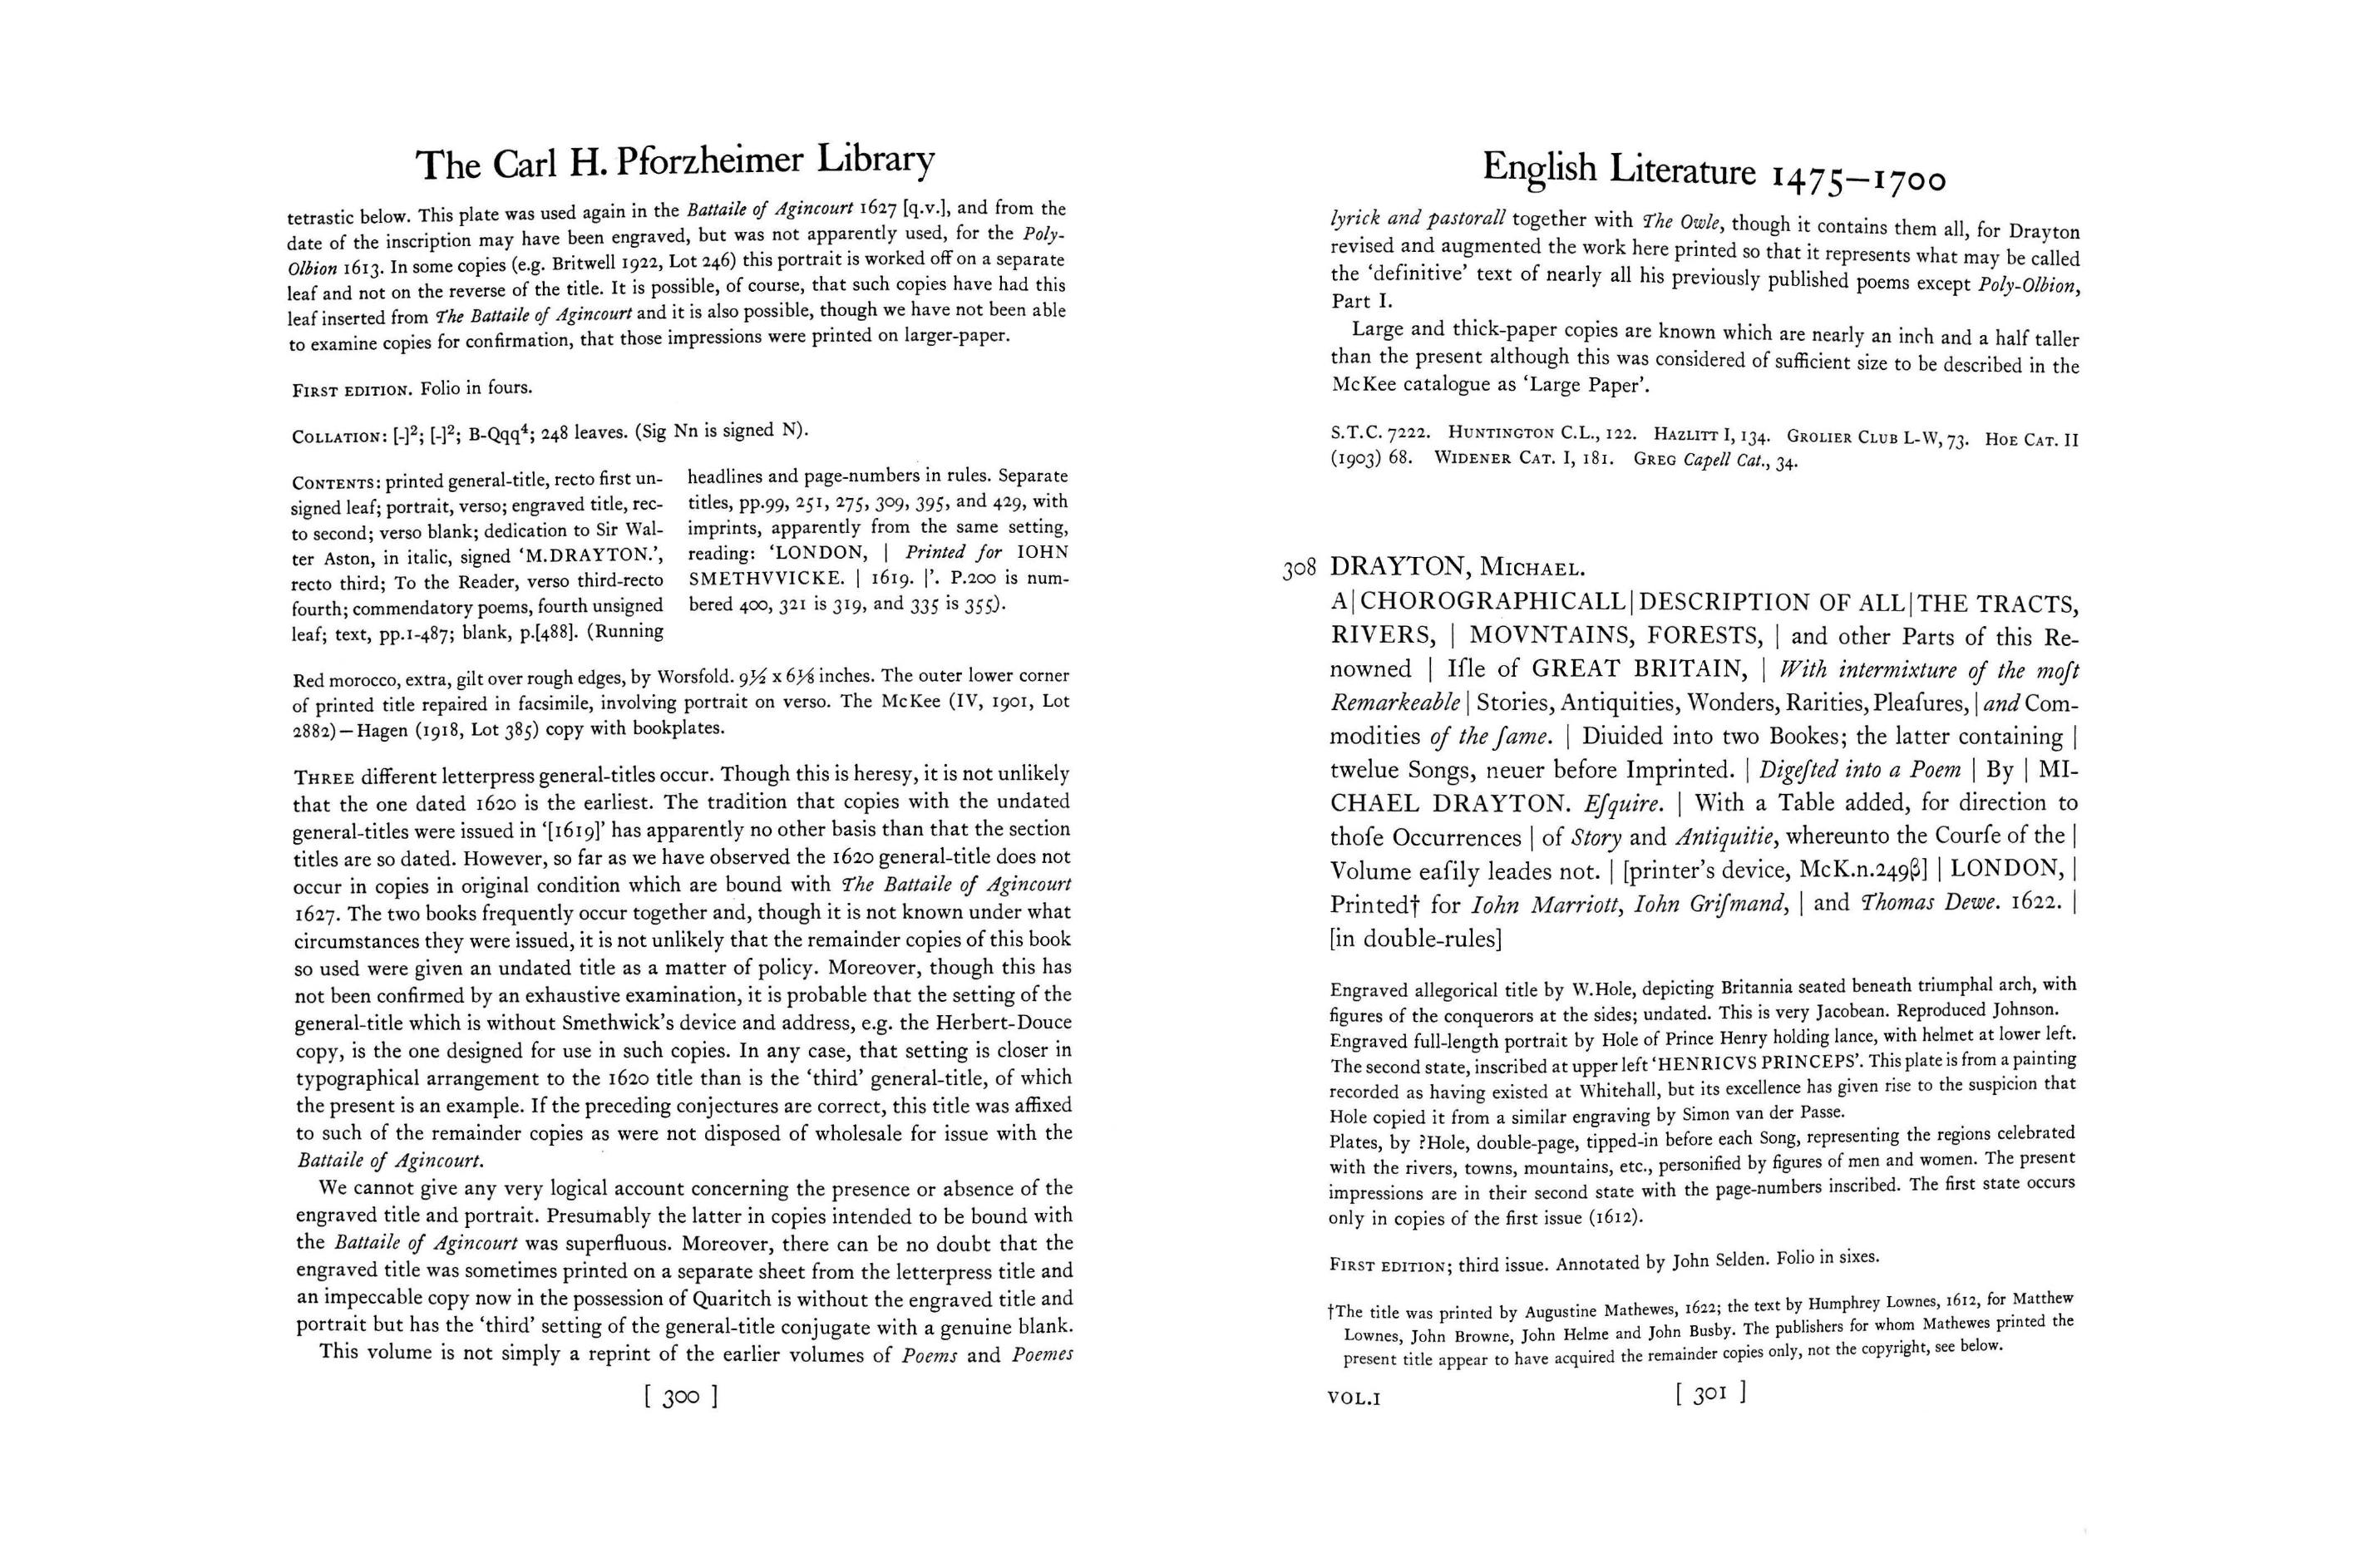 The Carl H. Pforzheimer Library
tetrastic below. This plate was used again in the Battaile of Agincourt 1627 [q.v.], and from the
date of the inscription may have been engraved, but was not apparently used, for the Poly-
Olbion 1613. In some copies (e.g. Britwell 1922, Lot 246) this portrait is worked off on a separate
leaf and not on the reverse of the title. It is possible, of course, that such copies have had this
leaf inserted from The Battaile of Agincourt and it is also possible, though we have not been able
to examine copies for confirmation, that those impressions were printed on larger-paper.
FIRST EDITION. Folio in fours.
COLLATION: [-]²; [-]²; B-Qqq⁴; 248 leaves. (Sig Nn is signed N).
CONTENTS: printed general-title, recto first un-
signed leaf; portrait, verso; engraved title, rec-
to second; verso blank; dedication to Sir Wal-
ter Aston, in italic, signed ‘M.DRAYTON.’,
recto third; To the Reader, verso third-recto
fourth; commendatory poems, fourth unsigned
leaf; text, pp.1-487; blank, p.[488]. (Running
headlines and page-numbers in rules. Separate
titles, pp.99, 251, 275, 309, 395, and 429, with
imprints, apparently from the same setting,
reading: ‘LONDON, | Printed for IOHN
SMETHVVICKE. | 1619. |’. P.200 is num-
bered 400, 321 is 319, and 335 is 355).
Red morocco, extra, gilt over rough edges, by Worsfold. 9½ x 6⅛ inches. The outer lower corner
of printed title repaired in facsimile, involving portrait on verso. The McKee (IV, 1901, Lot
2882)—Hagen (1918, Lot 385) copy with bookplates.
THREE different letterpress general-titles occur. Though this is heresy, it is not unlikely
that the one dated 1620 is the earliest. The tradition that copies with the undated
general-titles were issued in ‘[1619]’ has apparently no other basis than that the section
titles are so dated. However, so far as we have observed the 1620 general-title does not
occur in copies in original condition which are bound with The Battaile of Agincourt
1627. The two books frequently occur together and, though it is not known under what
circumstances they were issued, it is not unlikely that the remainder copies of this book
so used were given an undated title as a matter of policy. Moreover, though this has
not been confirmed by an exhaustive examination, it is probable that the setting of the
general-title which is without Smethwick’s device and address, e.g. the Herbert-Douce
copy, is the one designed for use in such copies. In any case, that setting is closer in
typographical arrangement to the 1620 title than is the ‘third’ general-title, of which
the present is an example. If the preceding conjectures are correct, this title was affixed
to such of the remainder copies as were not disposed of wholesale for issue with the
Battaile of Agincourt.
We cannot give any very logical account concerning the presence or absence of the
engraved title and portrait. Presumably the latter in copies intended to be bound with
the Battaile of Agincourt was superfluous. Moreover, there can be no doubt that the
engraved title was sometimes printed on a separate sheet from the letterpress title and
an impeccable copy now in the possession of Quaritch is without the engraved title and
portrait but has the ‘third’ setting of the general-title conjugate with a genuine blank.
This volume is not simply a reprint of the earlier volumes of Poems and Poemes
[ 300 ]
English Literature 1475–1700
lyrick and pastorall together with The Owle, though it contains them all, for Drayton
revised and augmented the work here printed so that it represents what may be called
the ‘definitive’ text of nearly all his previously published poems except Poly-Olbion,
Part I.
Large and thick-paper copies are known which are nearly an inch and a half taller
than the present although this was considered of sufficient size to be described in the
McKee catalogue as ‘Large Paper’.
S.T.C. 7222. HUNTINGTON C.L., 122. HAZLITT I, 134. GROLIER CLUB L-W, 73. HOE CAT. II
(1903) 68. WIDENER CAT. I, 181. GREG Capell Cat., 34.
308 DRAYTON, MICHAEL.
A|CHOROGRAPHICALL|DESCRIPTION OF ALL|THE TRACTS,
RIVERS, | MOVNTAINS, FORESTS, | and other Parts of this Re-
nowned | Iſle of GREAT BRITAIN, | With intermixture of the moſt
Remarkeable | Stories, Antiquities, Wonders, Rarities, Pleaſures, | and Com-
modities of the ſame. | Diuided into two Bookes; the latter containing |
twelue Songs, neuer before Imprinted. | Digeſted into a Poem | By | MI-
CHAEL DRAYTON. Eſquire. | With a Table added, for direction to
thoſe Occurrences | of Story and Antiquitie, whereunto the Courſe of the |
Volume eaſily leades not. | [printer’s device, McK.n.249β] | LONDON, |
Printed† for Iohn Marriott, Iohn Griſmand, | and Thomas Dewe. 1622. |
[in double-rules]
Engraved allegorical title by W.Hole, depicting Britannia seated beneath triumphal arch, with
figures of the conquerors at the sides; undated. This is very Jacobean. Reproduced Johnson.
Engraved full-length portrait by Hole of Prince Henry holding lance, with helmet at lower left.
The second state, inscribed at upper left ‘HENRICVS PRINCEPS’. This plate is from a painting
recorded as having existed at Whitehall, but its excellence has given rise to the suspicion that
Hole copied it from a similar engraving by Simon van der Passe.
Plates, by ?Hole, double-page, tipped-in before each Song, representing the regions celebrated
with the rivers, towns, mountains, etc., personified by figures of men and women. The present
impressions are in their second state with the page-numbers inscribed. The first state occurs
only in copies of the first issue (1612).
FIRST EDITION; third issue. Annotated by John Selden. Folio in sixes.
†The title was printed by Augustine Mathewes, 1622; the text by Humphrey Lownes, 1612, for Matthew
Lownes, John Browne, John Helme and John Busby. The publishers for whom Mathewes printed the
present title appear to have acquired the remainder copies only, not the copyright, see below.
VOL.I
[ 301 ]